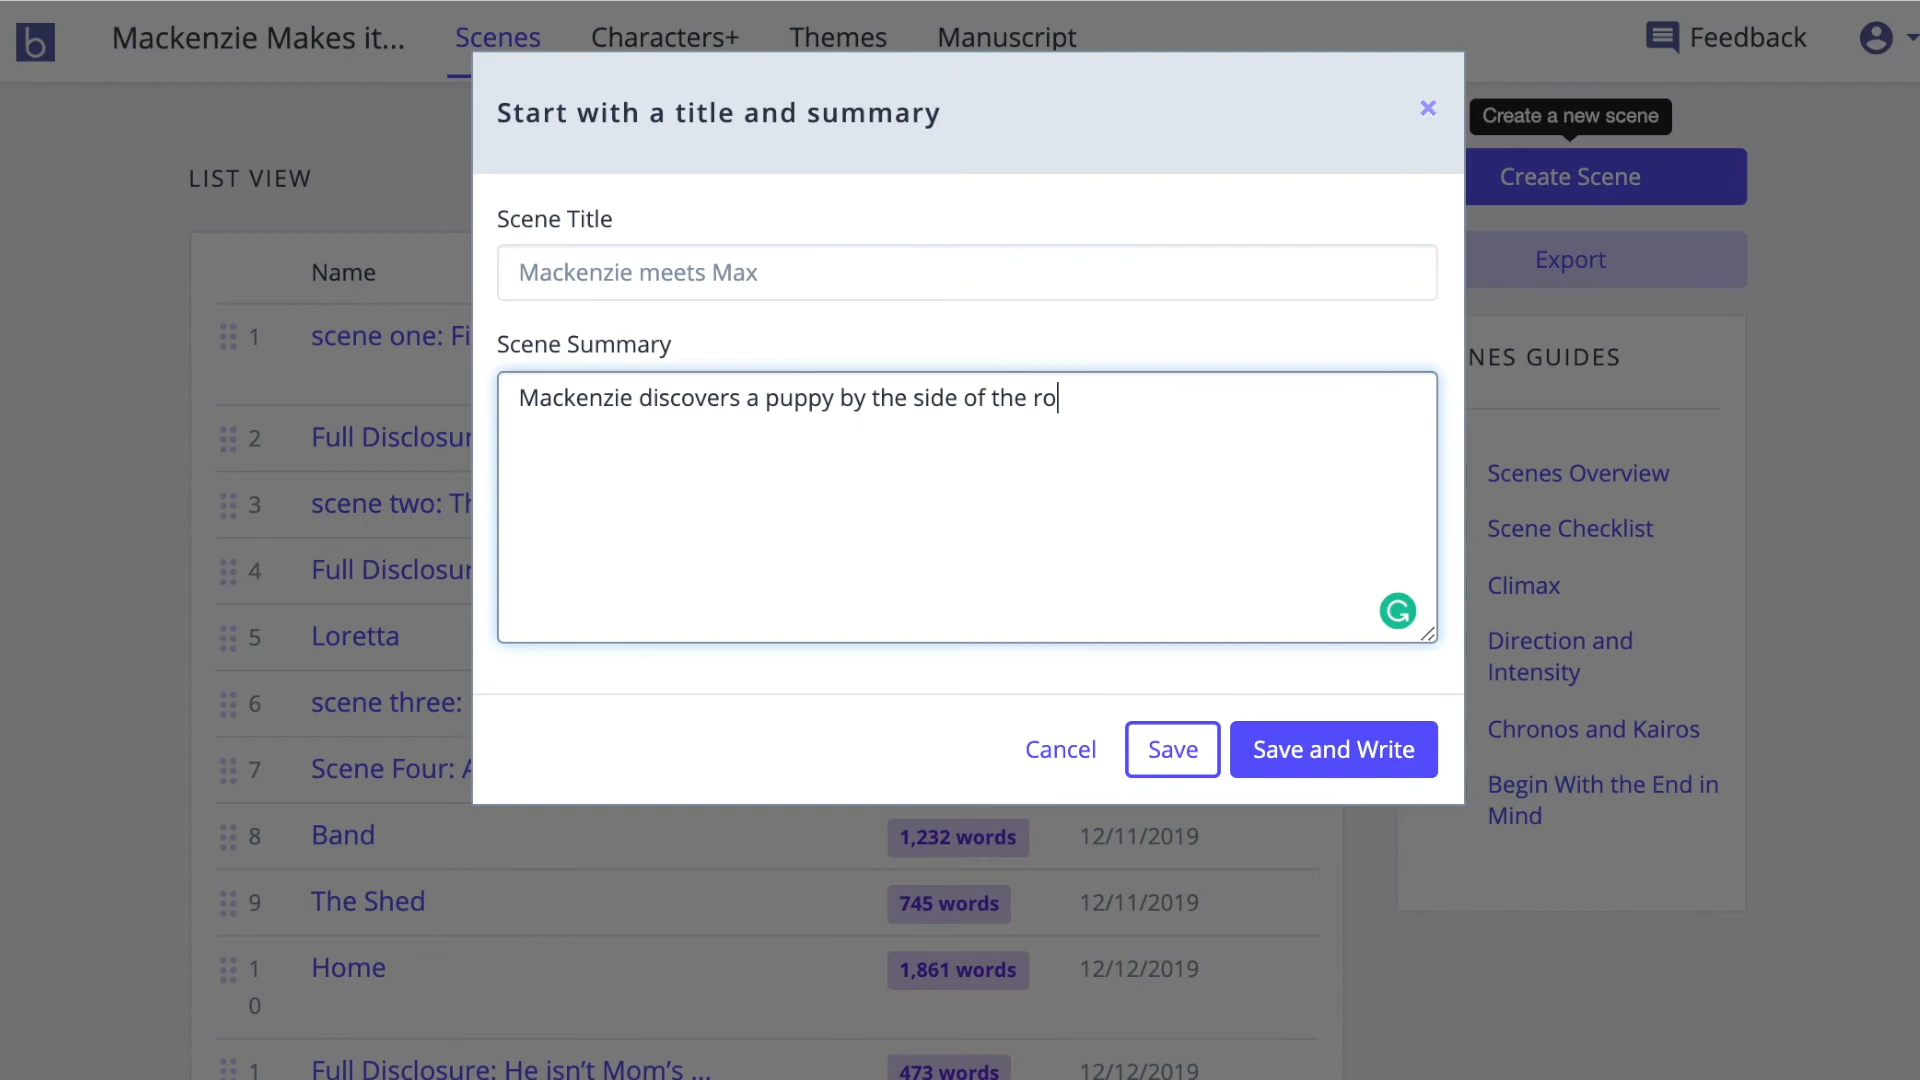 b
Mackenzie Makes it...
Scenes
Characters+
Themes
Manuscript
Feedback
Start with a title and summary
×
Create a new scene
Create Scene
Export
LIST VIEW
Scene Title
Mackenzie meets Max
Scene Summary
Mackenzie discovers a puppy by the side of the ro
Cancel
Save
Save and Write
Name
1 scene one: Fi
2 Full Disclosur
3 scene two: Th
4 Full Disclosur
5 Loretta
6 scene three:
7 Scene Four: A
8 Band 1,232 words 12/11/2019
9 The Shed 745 words 12/11/2019
1 Home 1,861 words 12/12/2019
0
1 Full Disclosure: He isn't Mom's ... 473 words 12/12/2019
NES GUIDES
Scenes Overview
Scene Checklist
Climax
Direction and
Intensity
Chronos and Kairos
Begin With the End in
Mind